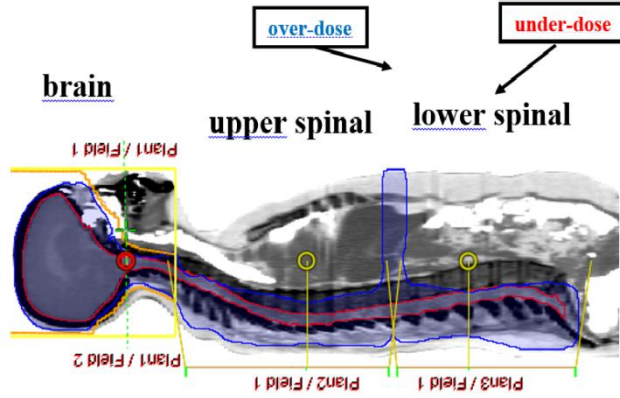 over-dose
under-dose
brain
upper spinal
lower spinal
Plan1 / Field 1
Plan1 / Field 2
Plan2 / Field 1
Plan3 / Field 1